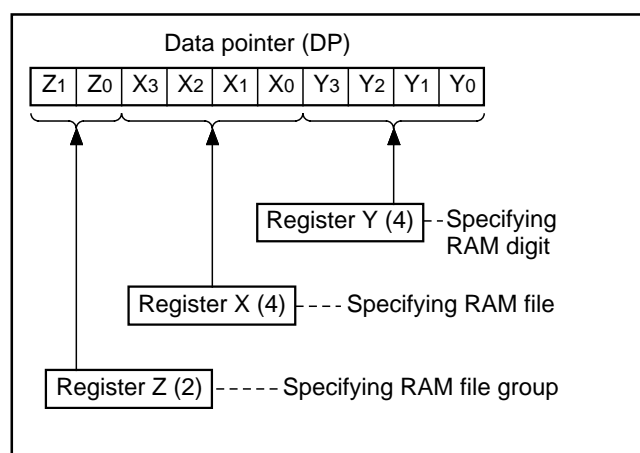 Data pointer (DP)
Z1 Z0 X3 X2 X1 X0 Y3 Y2 Y1 Y0
Register Y (4) Specifying
RAM digit
Register X (4) Specifying RAM file
Register Z (2) Specifying RAM file group